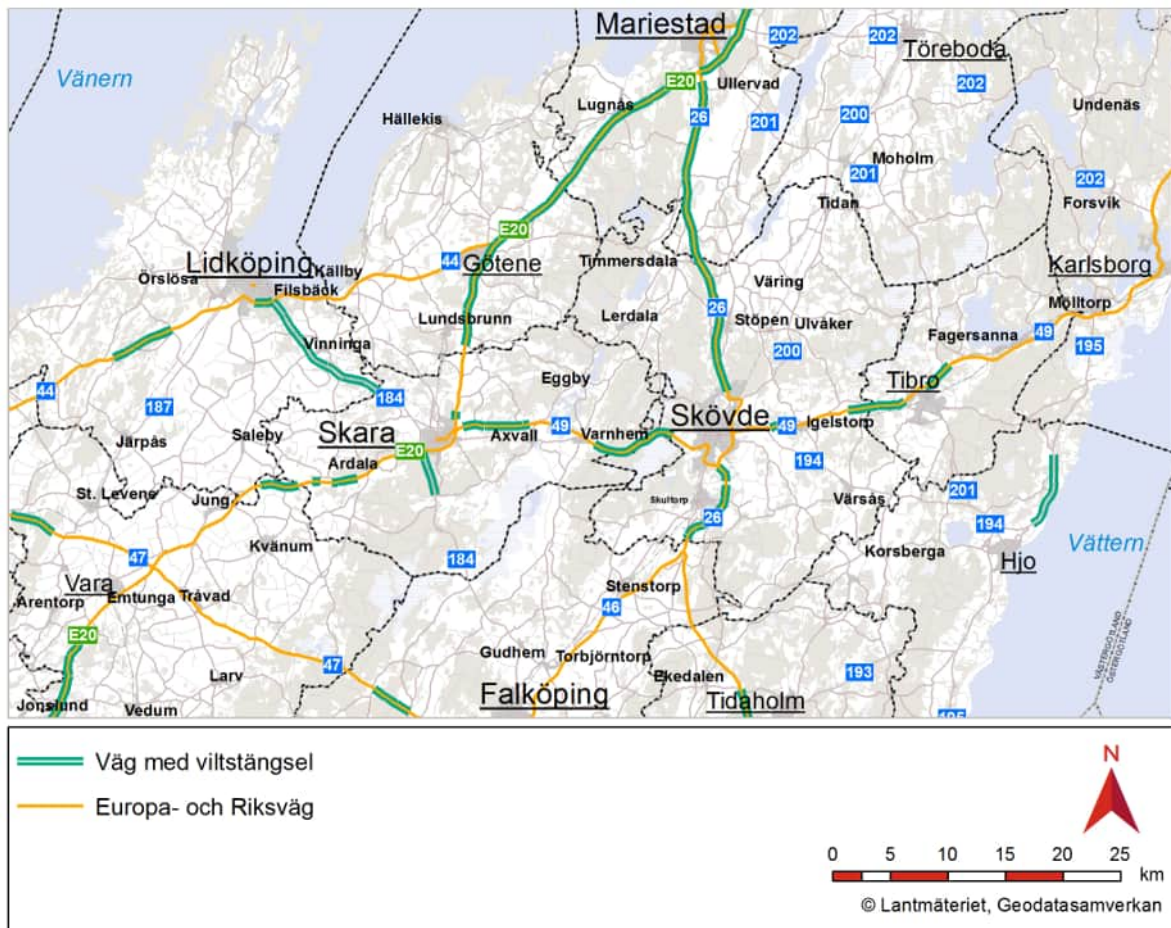 Mariestad
202
202
Töreboda
Vänern
E20
Ullervad
202
Lugnås
Undenäs
Hällekis
26
201
200
Moholm
201
202
Tidan
Forsvik
E20
Lidköping
Källby
44
Götene
Timmersdala
Karlsborg
Örslösa
Filsbäck
Väring
Mölltorp
Lundsbrunn
Lerdala
26
Stöpen
Ulvåker
Fagersanna
49
195
Vinninga
200
Eggby
Tibro
44
187
184
Skövde
Järpås
Saleby
Skara
Axvall
49
Varnhem
49
Igelstorp
E20
Ardala
194
St. Levene
Jung
Skultorp
Värsås
201
26
194
Kvänum
Vättern
47
184
Korsberga
Hjo
Vara
Stenstorp
Arentorp
Emtunga
Tråvad
46
E20
VÄSTERGÖTLAND
ÖSTERGÖTLAND
Gudhem
Torbjörntorp
47
Larv
Ekedalen
193
Falköping
Tidaholm
Jonslund
Vedum
195
Väg med viltstängsel
Europa- och Riksväg
N
0 5 10 15 20 25
km
© Lantmäteriet, Geodatasamverkan